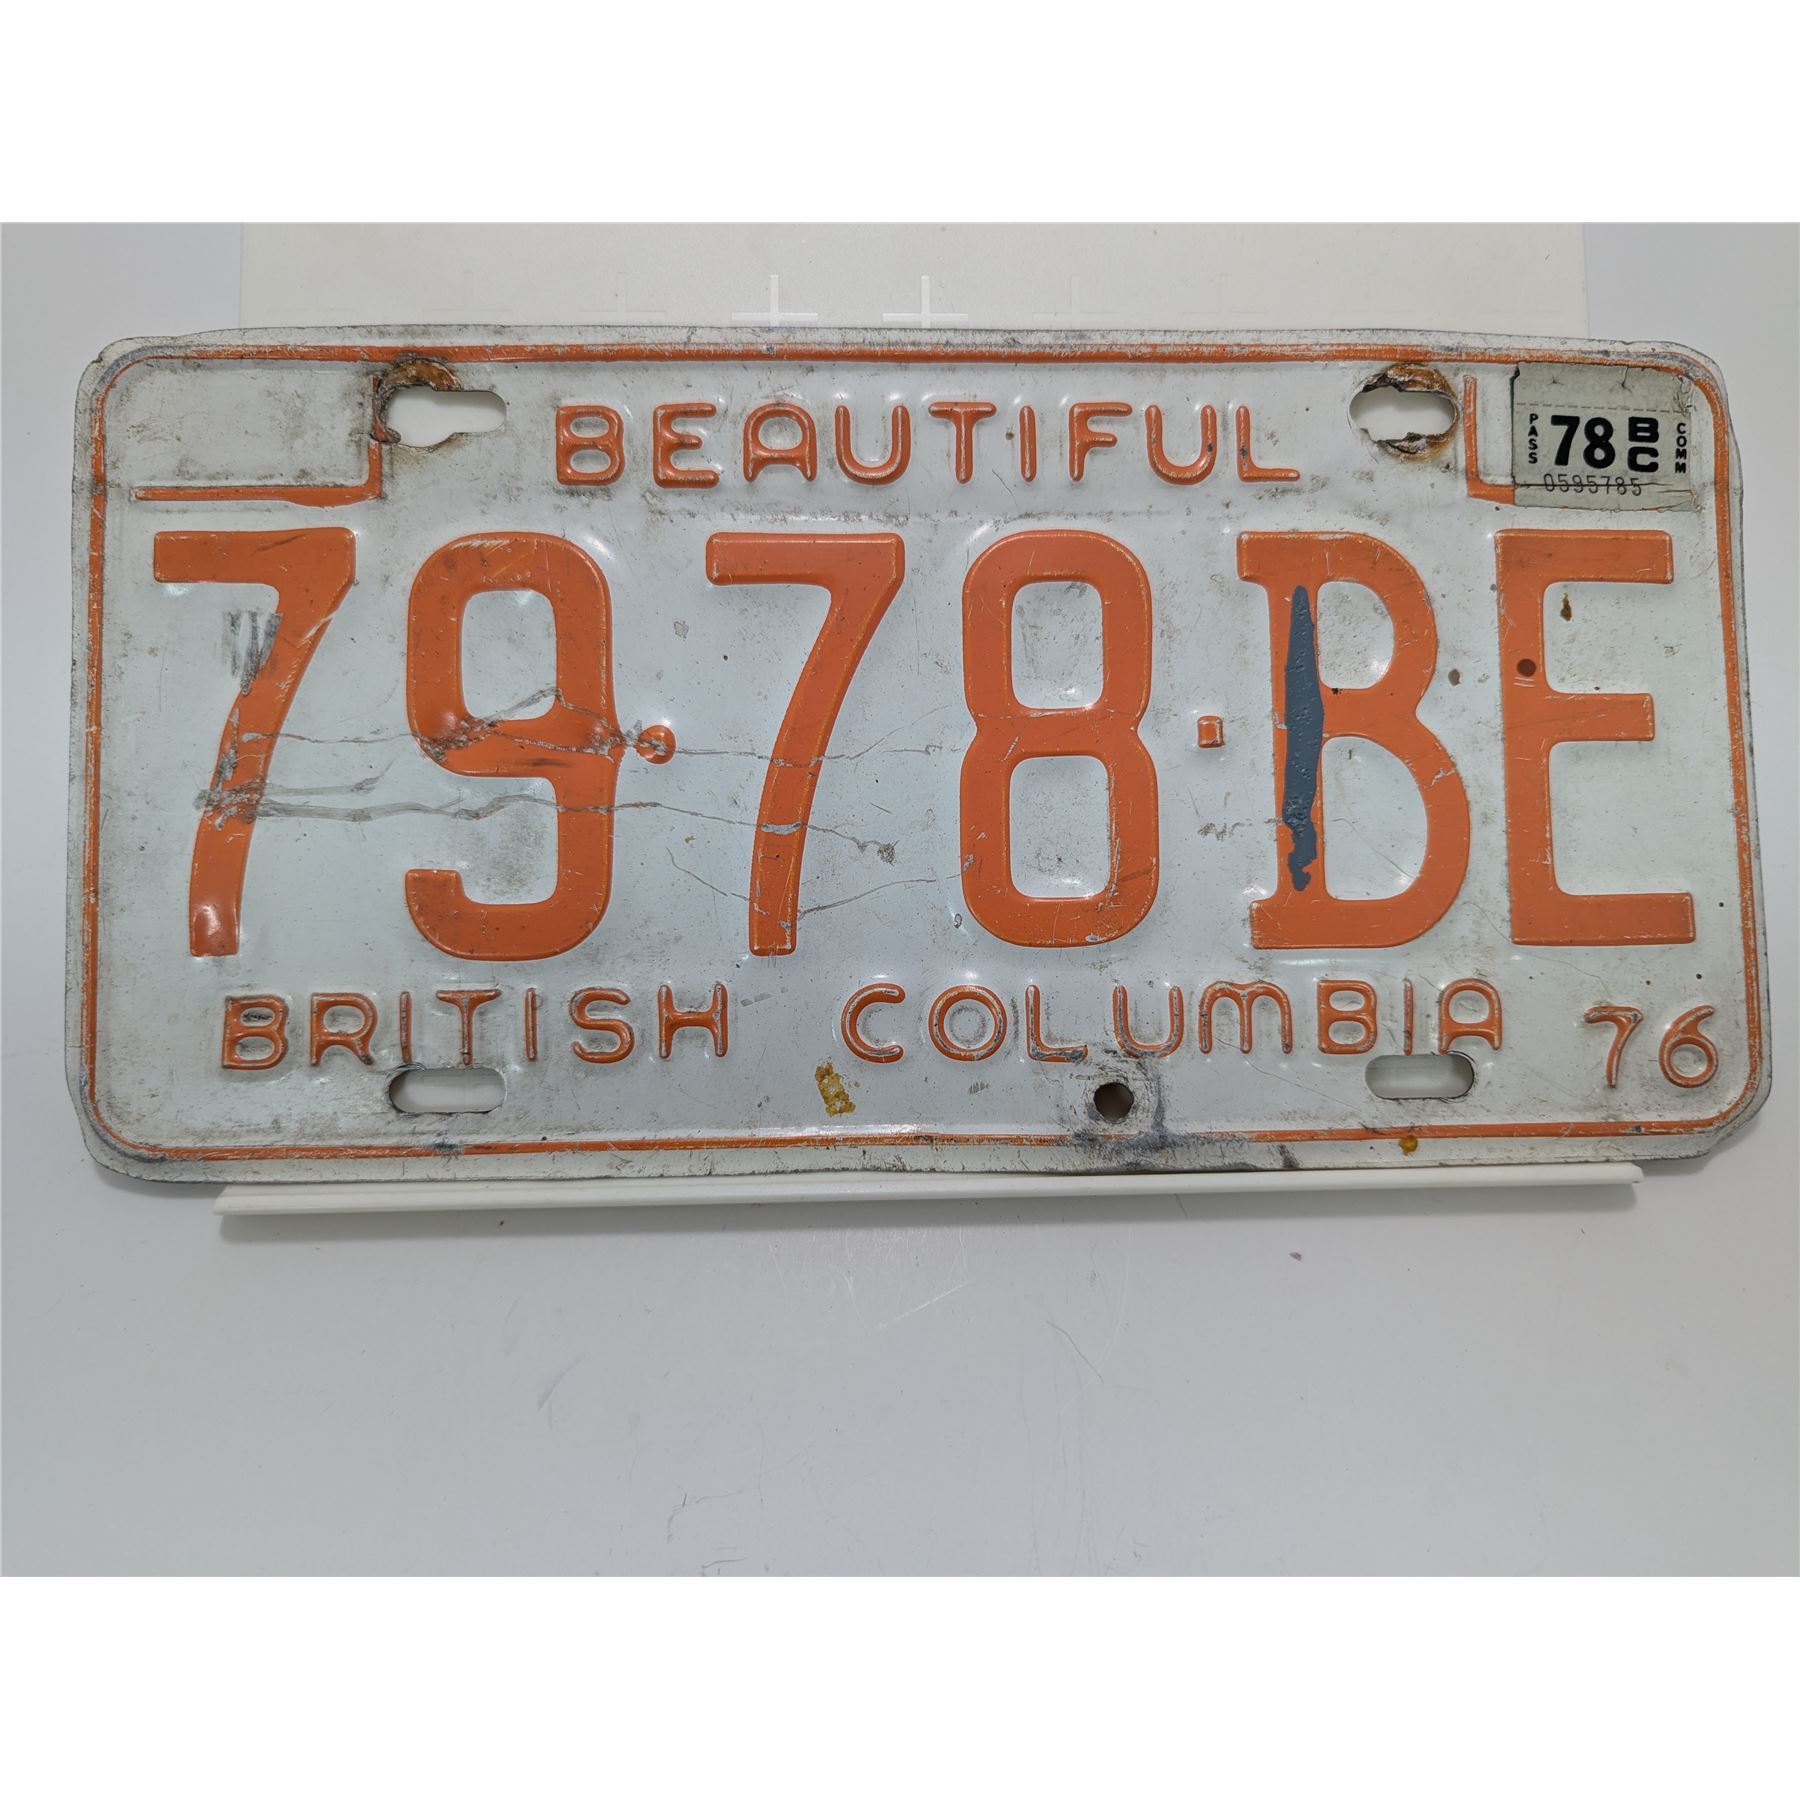 BEAUTIFUL
PASS 78 BC COMM
0595785
79·78·BE
BRITISH COLUMBIA 76